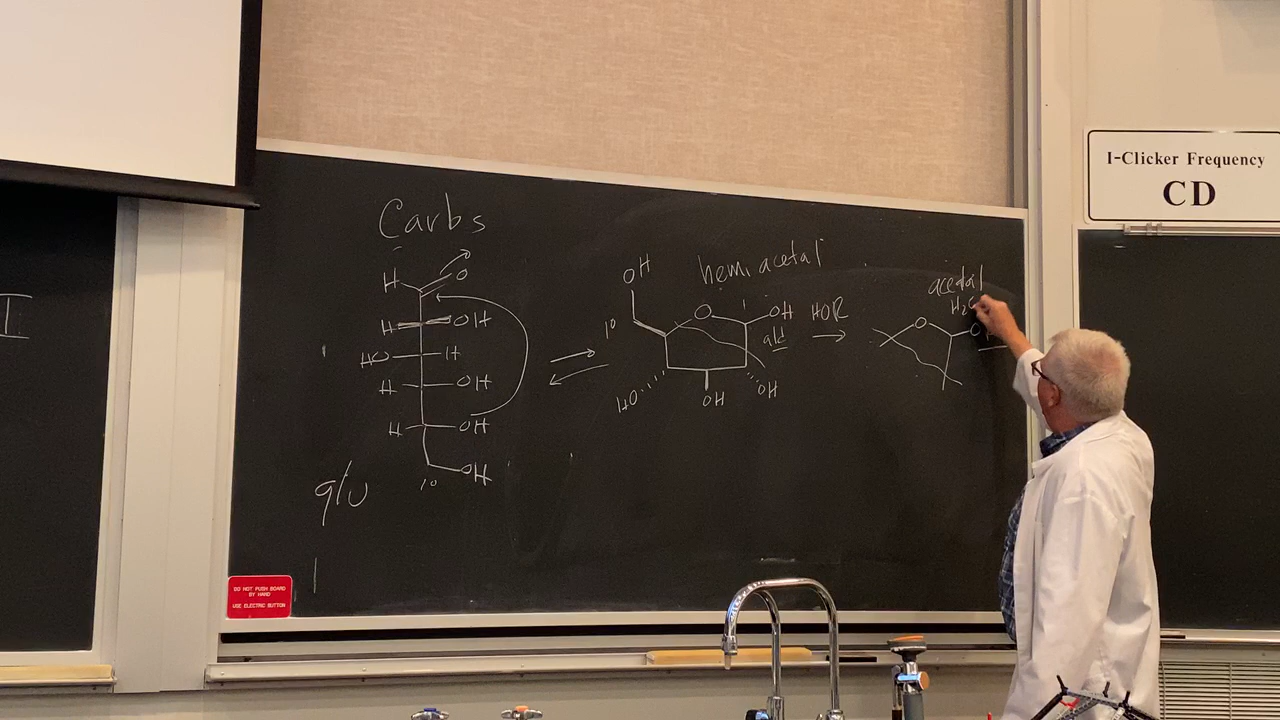 I-Clicker Frequency
CD
Carbs
H O
H OH
HO H
H OH
H OH
OH
1°
glu
OH
hemiacetal
1°
O
1
OH
ald
HO
OH
OH
HOR
acetal
O
O
DO NOT PUSH BOARD
BY HAND
USE ELECTRIC BUTTON
I